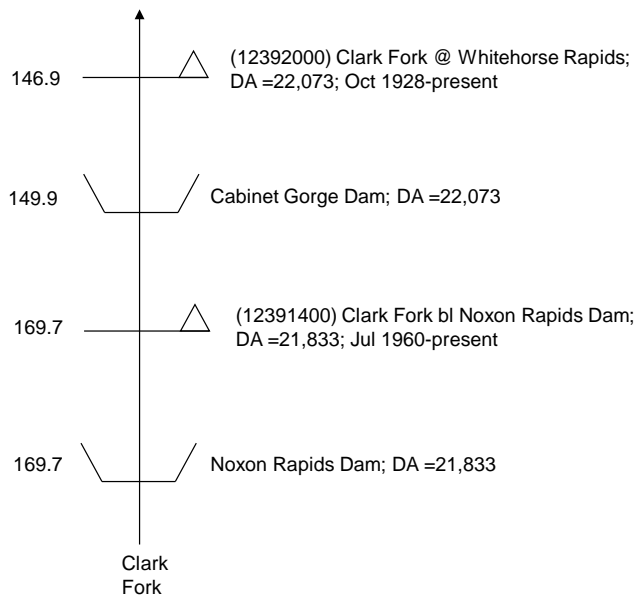 146.9
(12392000) Clark Fork @ Whitehorse Rapids;
DA =22,073; Oct 1928-present
149.9
Cabinet Gorge Dam; DA =22,073
169.7
(12391400) Clark Fork bl Noxon Rapids Dam;
DA =21,833; Jul 1960-present
169.7
Noxon Rapids Dam; DA =21,833
Clark
Fork